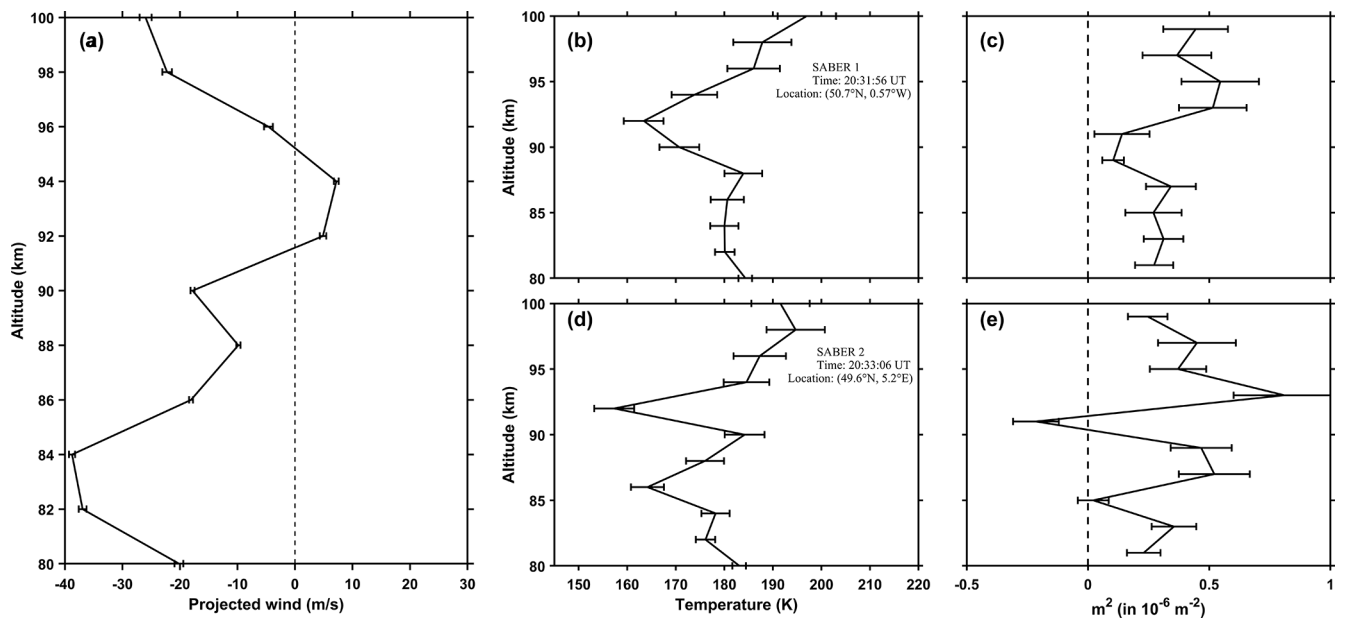 (a)
100
98
96
94
92
90
88
86
84
82
80
Altitude (km)
-40 -30 -20 -10 0 10 20 30
Projected wind (m/s)
(b)
100
95
90
85
80
Altitude (km)
SABER 1
Time: 20:31:56 UT
Location: (50.7°N, 0.57°W)
(c)
(d)
100
95
90
85
80
Altitude (km)
SABER 2
Time: 20:33:06 UT
Location: (49.6°N, 5.2°E)
150 160 170 180 190 200 210 220
Temperature (K)
(e)
-0.5 0 0.5 1
m² (in 10⁻⁶ m⁻²)